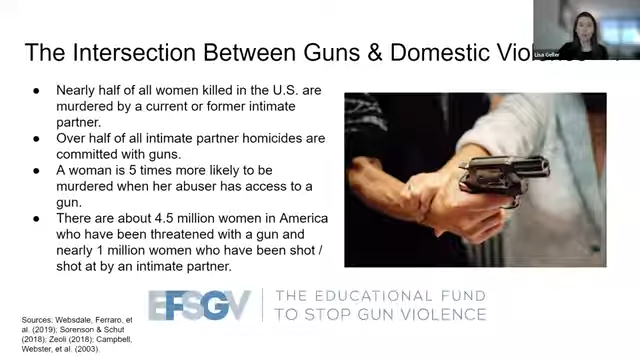 Lisa Geller
The Intersection Between Guns & Domestic Violence
● Nearly half of all women killed in the U.S. are
murdered by a current or former intimate
partner.
● Over half of all intimate partner homicides are
committed with guns.
● A woman is 5 times more likely to be
murdered when her abuser has access to a
gun.
● There are about 4.5 million women in America
who have been threatened with a gun and
nearly 1 million women who have been shot /
shot at by an intimate partner.
EFSGV
THE EDUCATIONAL FUND
TO STOP GUN VIOLENCE
Sources: Websdale, Ferraro, et
al. (2019); Sorenson & Schut
(2018); Zeoli (2018); Campbell,
Webster, et al. (2003).